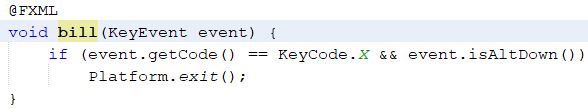 @FXML
void bill(KeyEvent event) {
if (event.getCode() == KeyCode.X && event.isAltDown())
Platform.exit();
}